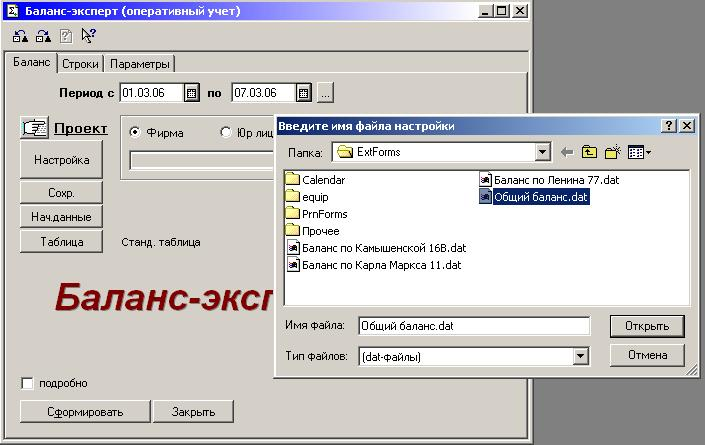 Баланс-эксперт (оперативный учет)
Баланс Строки Параметры
Период с 01.03.06 по 07.03.06 ...
Проект
Фирма Юр лиц
Настройка
Сохр.
Нач.данные
Таблица Станд. таблица
Баланс-эксп
подробно
Сформировать Закрыть
Введите имя файла настройки
Папка: ExtForms
Calendar
equip
PrnForms
Прочее
Баланс по Камышенской 16В.dat
Баланс по Карла Маркса 11.dat
Баланс по Ленина 77.dat
Общий баланс.dat
Имя файла: Общий баланс.dat Открыть
Тип файлов: (dat-файлы) Отмена